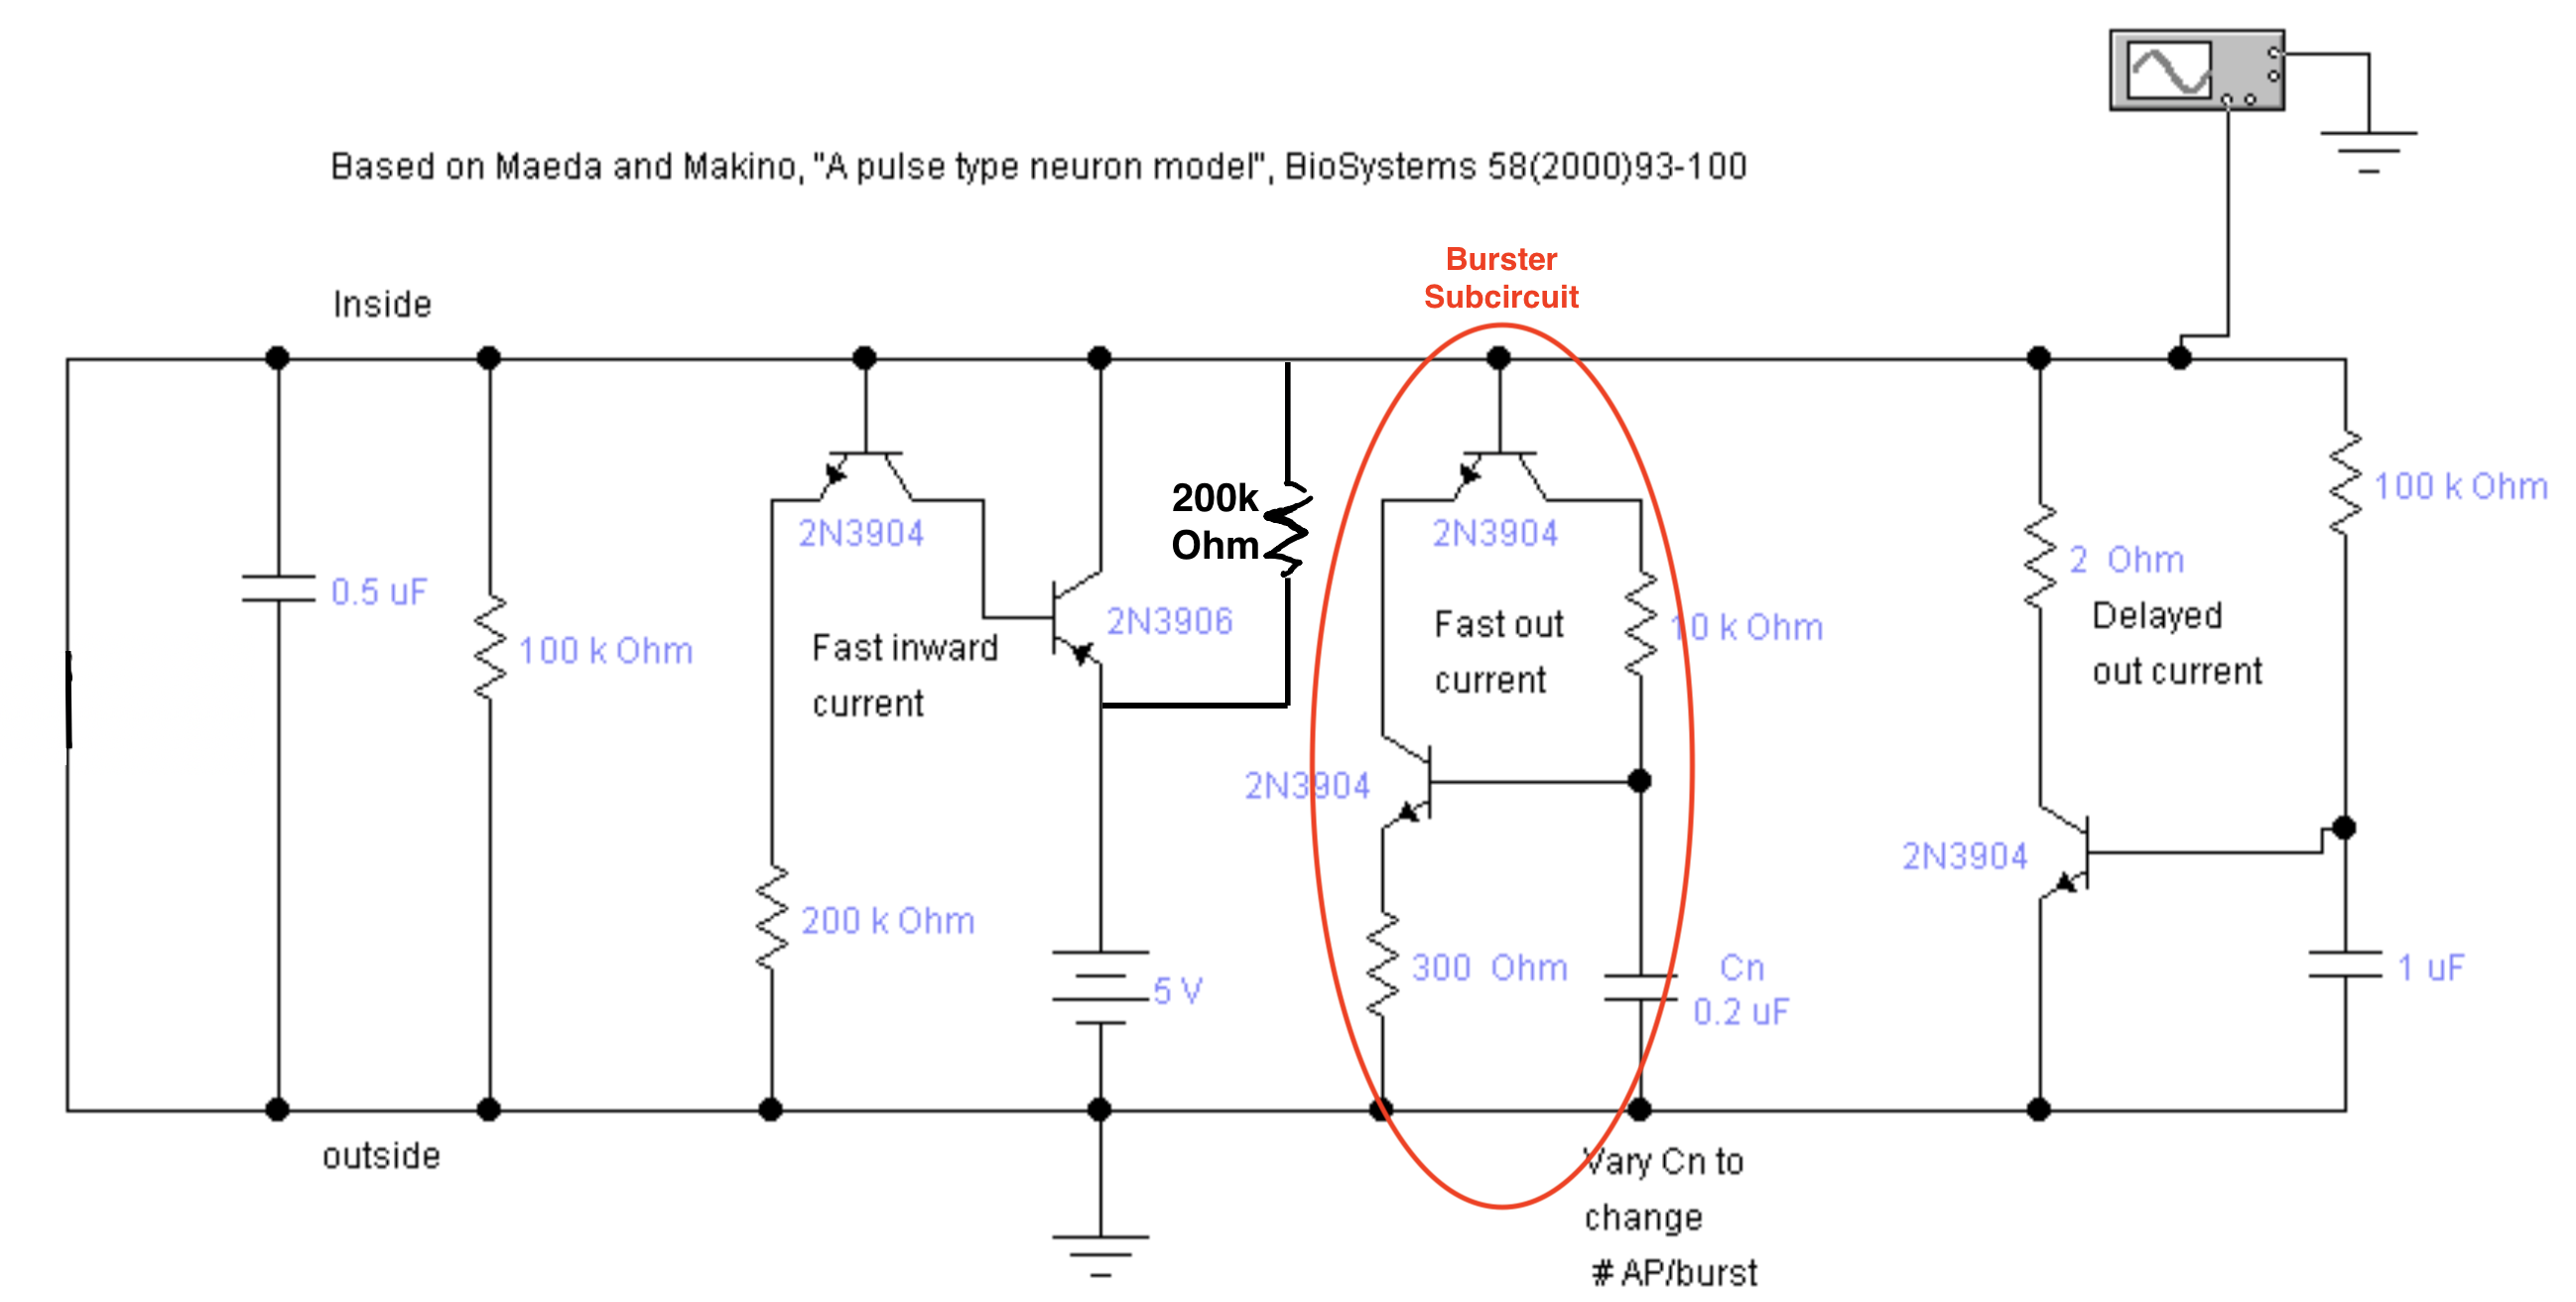 Based on Maeda and Makino, "A pulse type neuron model", BioSystems 58(2000)93-100
Burster
Subcircuit
Inside
0.5 uF
100 k Ohm
2N3904
Fast inward
current
200 k Ohm
2N3906
200k
Ohm
5 V
2N3904
Fast out
current
10 k Ohm
2N3904
300 Ohm
Cn
0.2 uF
2 Ohm
Delayed
out current
100 k Ohm
2N3904
1 uF
outside
Vary Cn to
change
# AP/burst